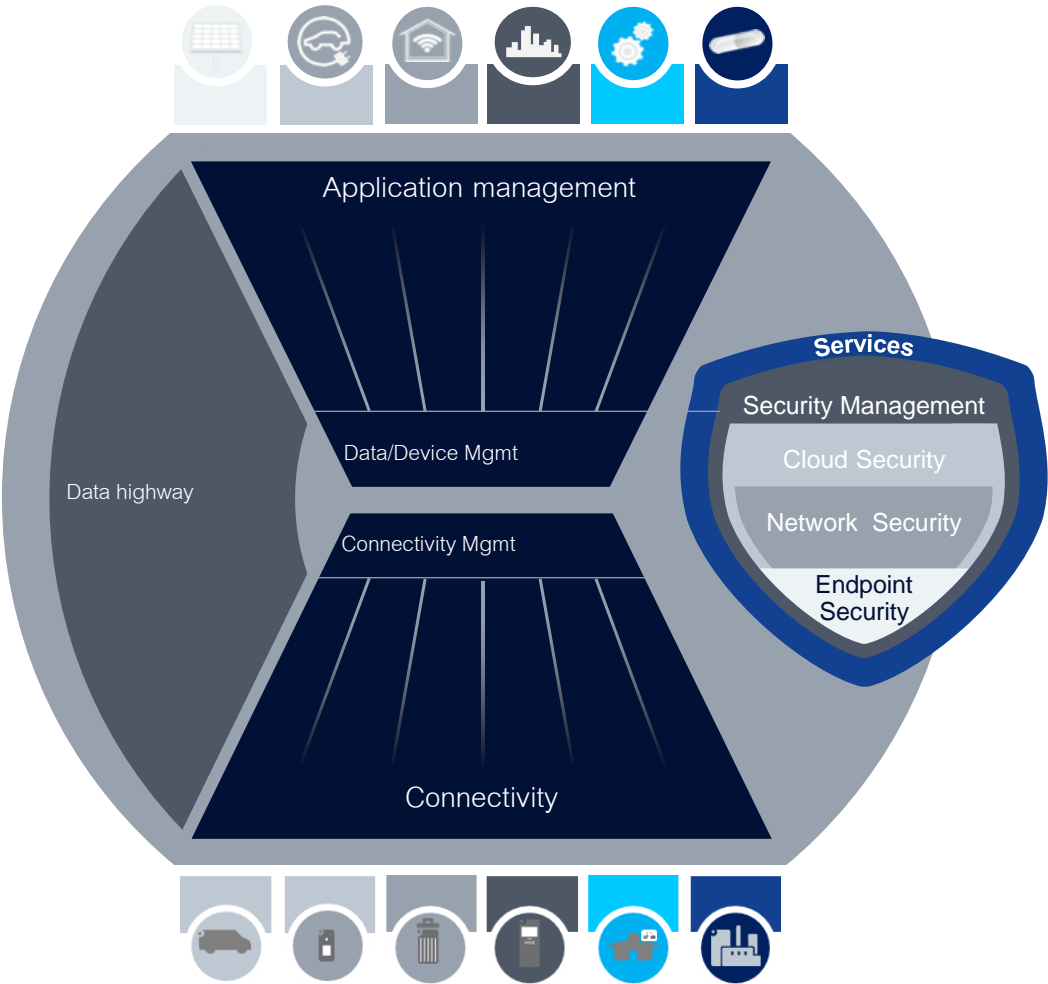 Application management
Services
Security Management
Data/Device Mgmt
Cloud Security
Data highway
Network Security
Connectivity Mgmt
Endpoint
Security
Connectivity